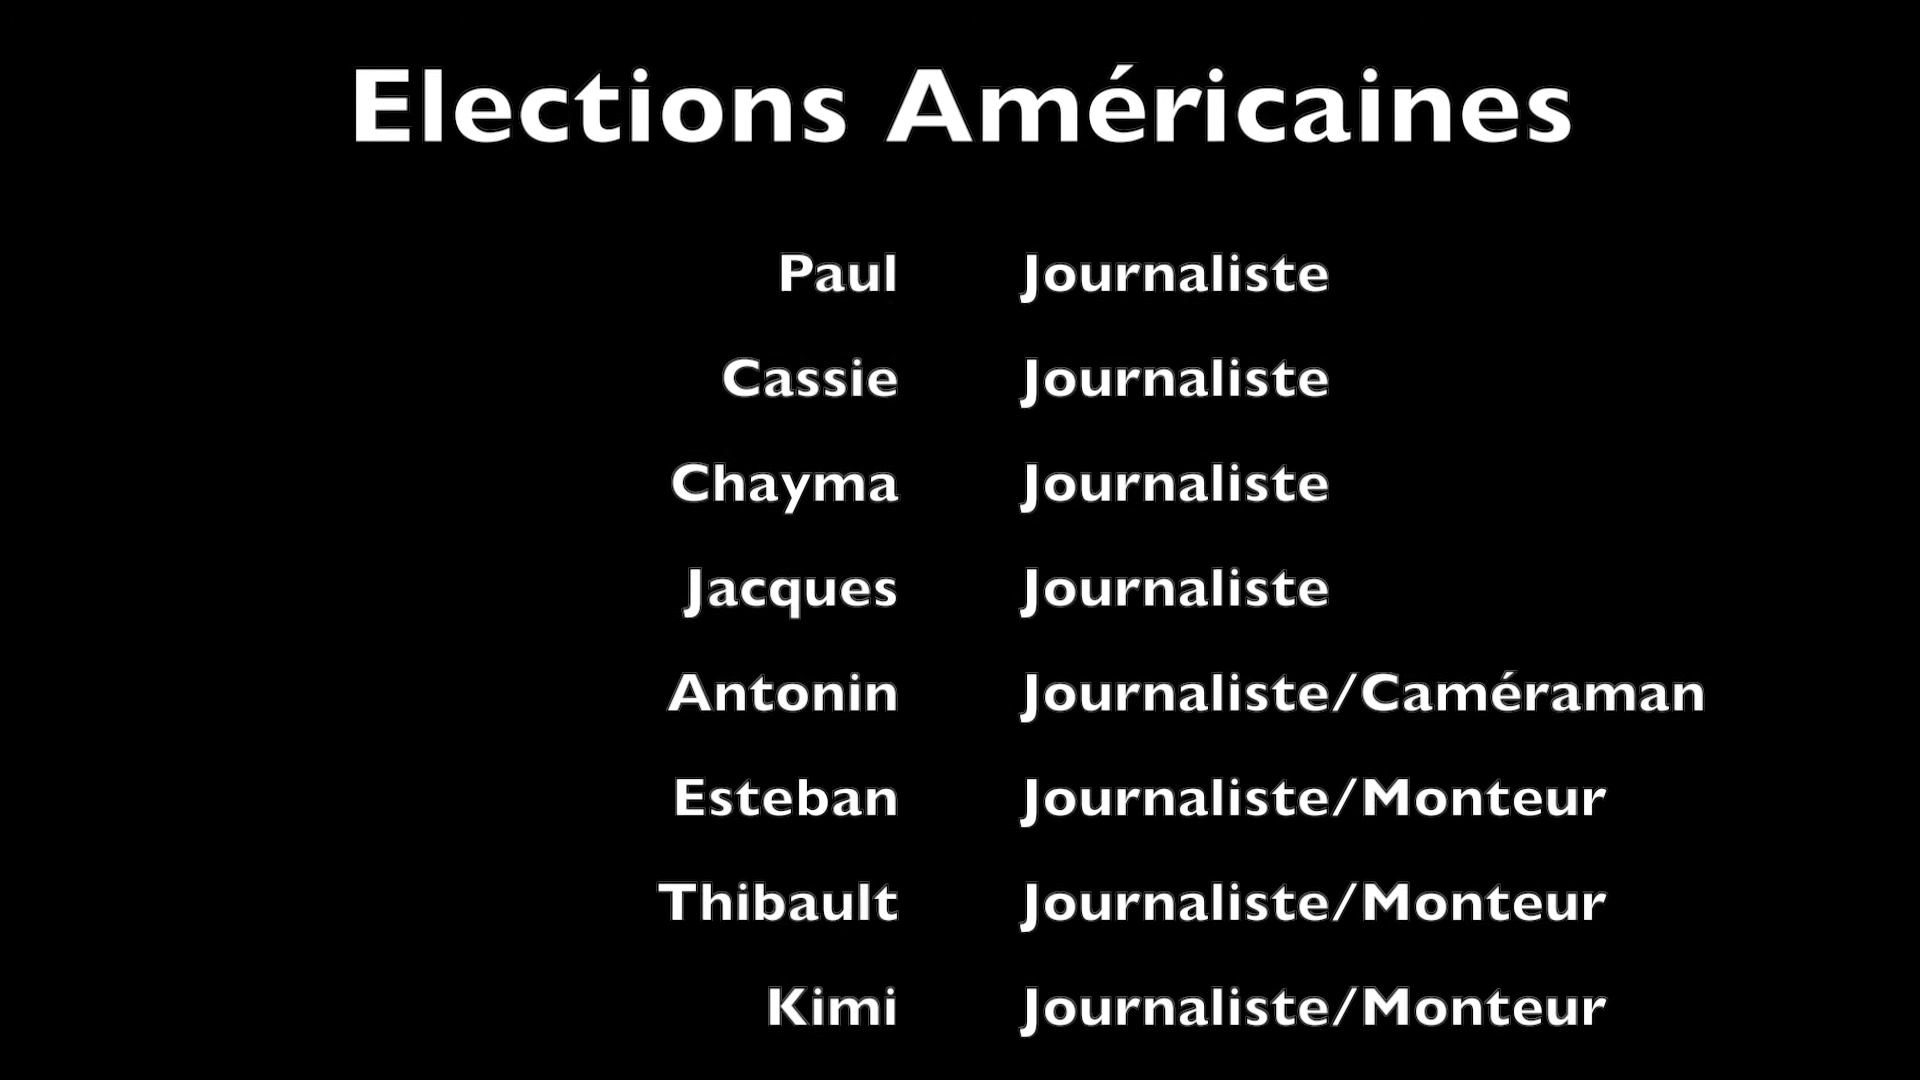 Elections Américaines
Paul Journaliste
Cassie Journaliste
Chayma Journaliste
Jacques Journaliste
Antonin Journaliste/Caméraman
Esteban Journaliste/Monteur
Thibault Journaliste/Monteur
Kimi Journaliste/Monteur